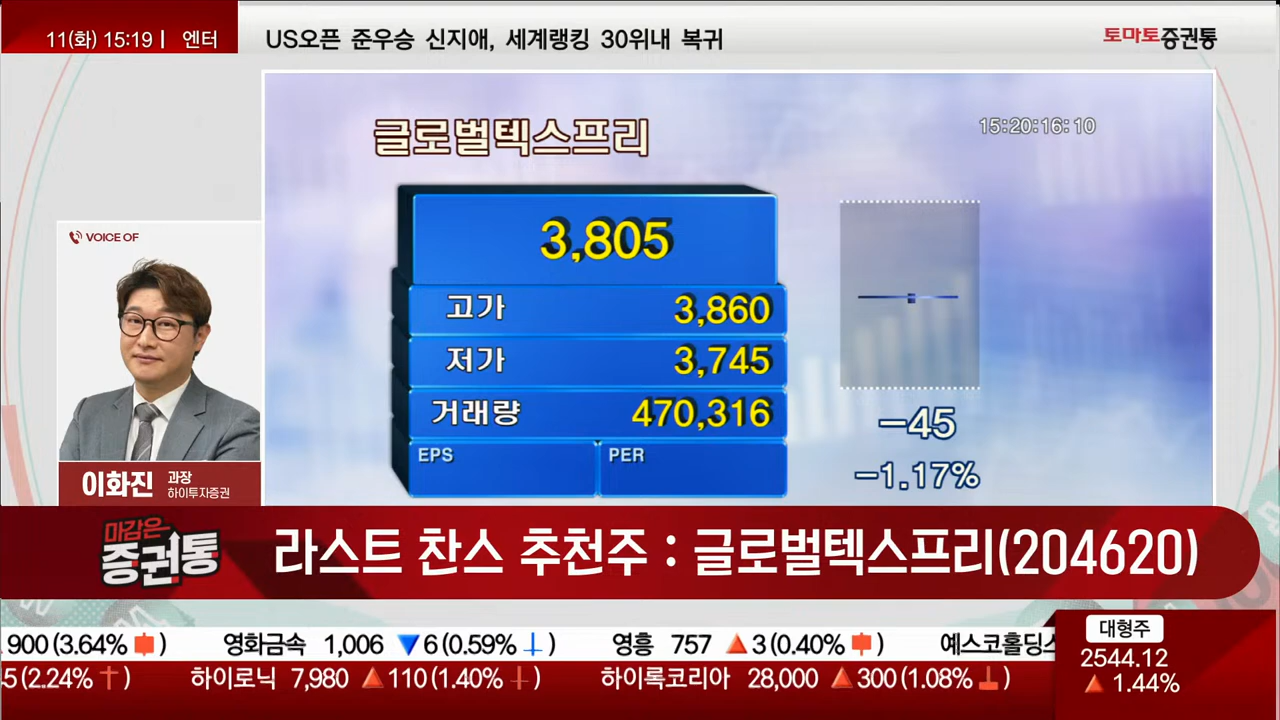 11(화) 15:19 | 엔터
US오픈 준우승 신지애, 세계랭킹 30위내 복귀
토마토증권통
글로벌텍스프리
15:20:16:10
3,805
고가 3,860
저가 3,745
거래량 470,316
EPS PER
-45
-1.17%
VOICE OF
이화진 과장
하이투자증권
마감은
증권통
라스트 찬스 추천주 : 글로벌텍스프리(204620)
900(3.64% ) 영화금속 1,006 ▼6(0.59% ) 영흥 757 ▲3(0.40% ) 예스코홀딩스
5(2.24% ) 하이로닉 7,980 ▲110(1.40% ) 하이록코리아 28,000 ▲300(1.08% )
대형주
2544.12
▲ 1.44%